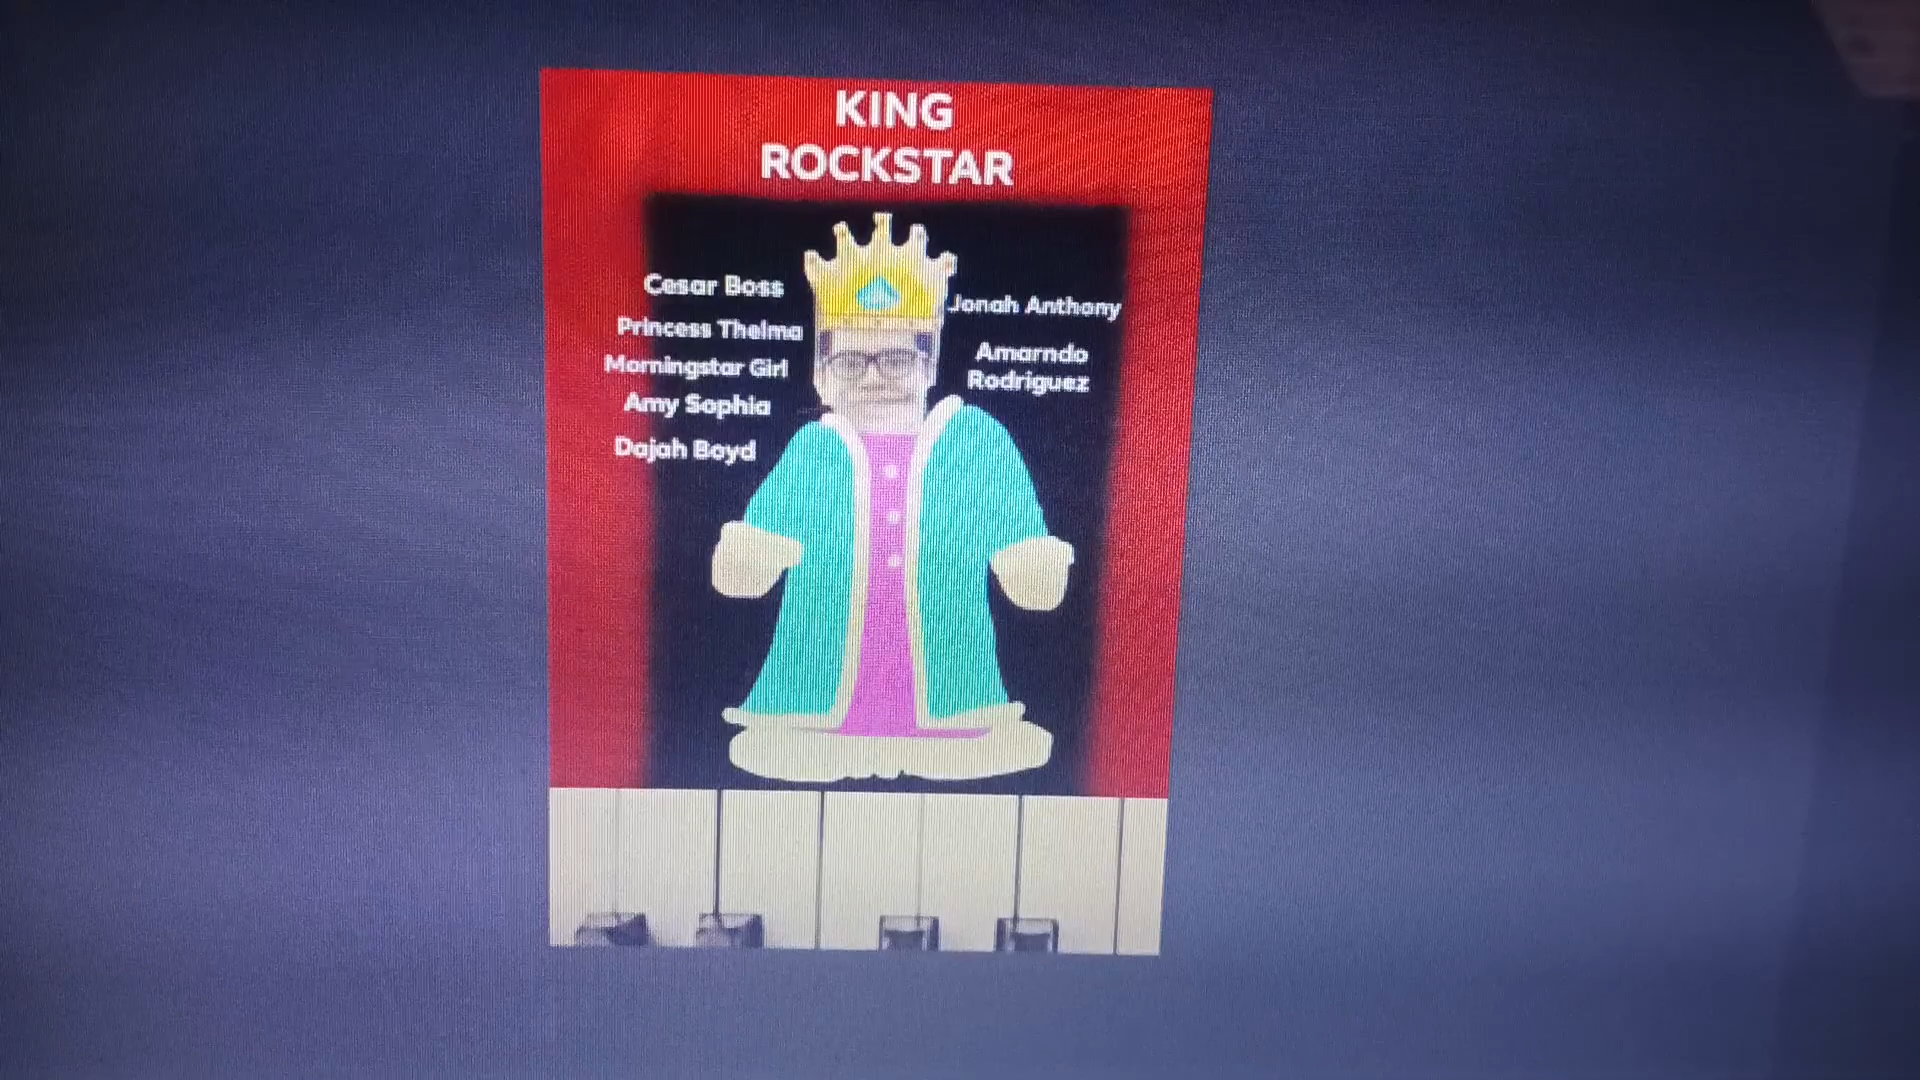 KING
ROCKSTAR
Cesar Boss
Jonah Anthony
Princess Thelma
Amarndo
Rodriguez
Morningstar Girl
Amy Sophia
Dajah Boyd